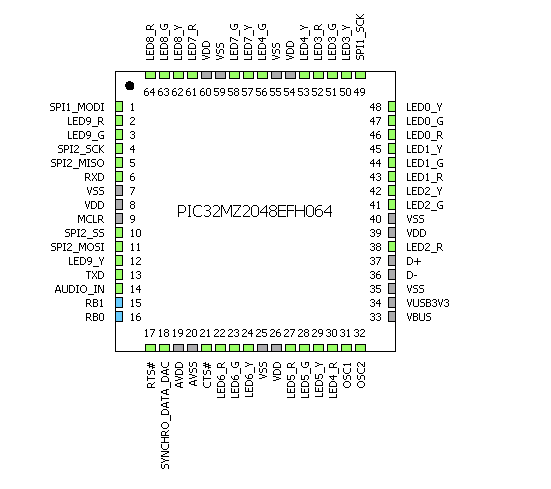 LED8_R
LED8_G
LED8_Y
LED7_R
VDD
VSS
LED7_G
LED7_Y
LED4_G
VSS
VDD
LED4_Y
LED3_R
LED3_G
LED3_Y
SPI1_SCK
64 63 62 61 60 59 58 57 56 55 54 53 52 51 50 49
SPI1_MODI 1
LED9_R 2
LED9_G 3
SPI2_SCK 4
SPI2_MISO 5
RXD 6
VSS 7
VDD 8
MCLR 9
SPI2_SS 10
SPI2_MOSI 11
LED9_Y 12
TXD 13
AUDIO_IN 14
RB1 15
RB0 16
PIC32MZ2048EFH064
48 LED0_Y
47 LED0_G
46 LED0_R
45 LED1_Y
44 LED1_G
43 LED1_R
42 LED2_Y
41 LED2_G
40 VSS
39 VDD
38 LED2_R
37 D+
36 D-
35 VSS
34 VUSB3V3
33 VBUS
17 18 19 20 21 22 23 24 25 26 27 28 29 30 31 32
RTS#
SYNCHRO_DATA_DAC
AVDD
AVSS
CTS#
LED6_R
LED6_G
LED6_Y
VSS
VDD
LED5_R
LED5_G
LED5_Y
LED4_R
OSC1
OSC2